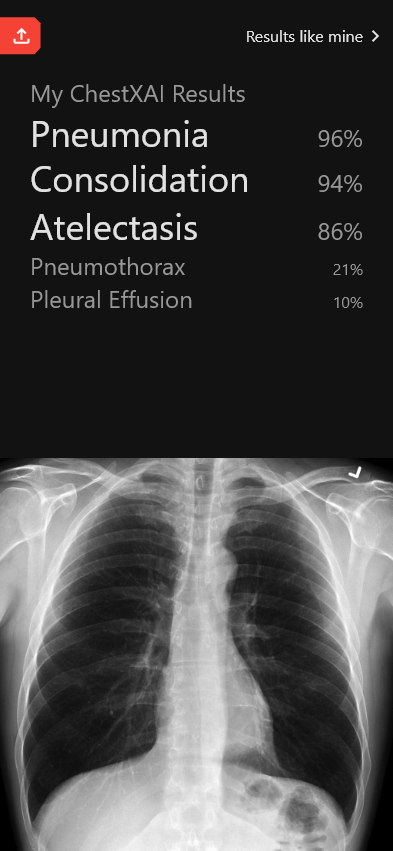 Results like mine
My ChestXAI Results
Pneumonia 96%
Consolidation 94%
Atelectasis 86%
Pneumothorax 21%
Pleural Effusion 10%